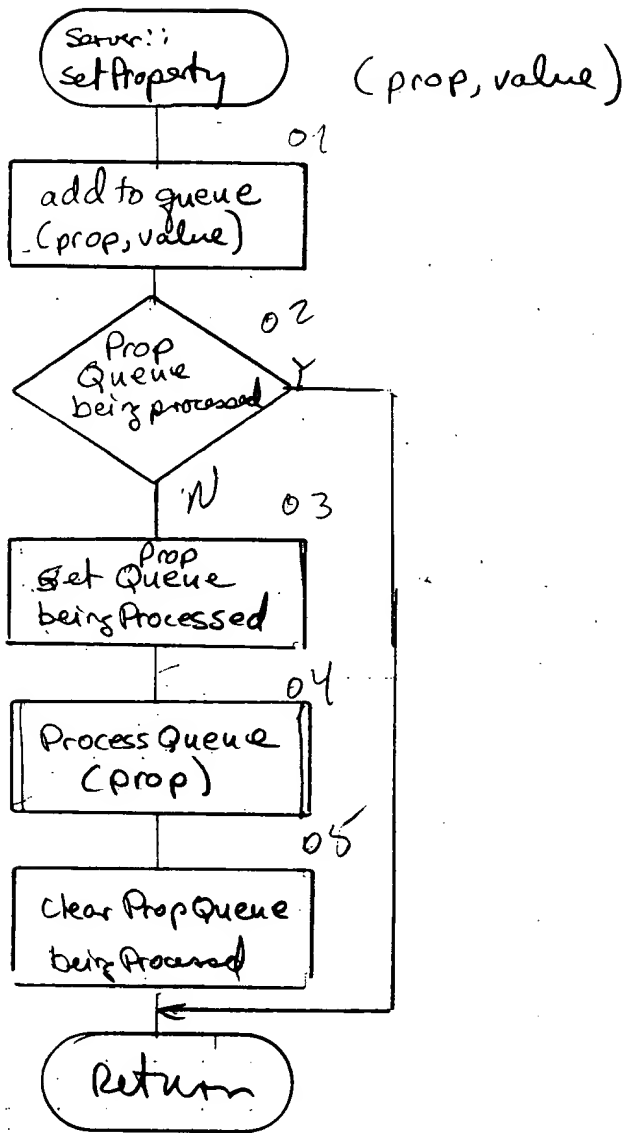 Server::
setProperty
(prop, value)
01
add to queue
(prop, value)
02
Prop
Queue
being processed
Y
N
03
Prop
set Queue
being Processed
04
Process Queue
(prop)
05
Clear Prop Queue
being Processed
Return